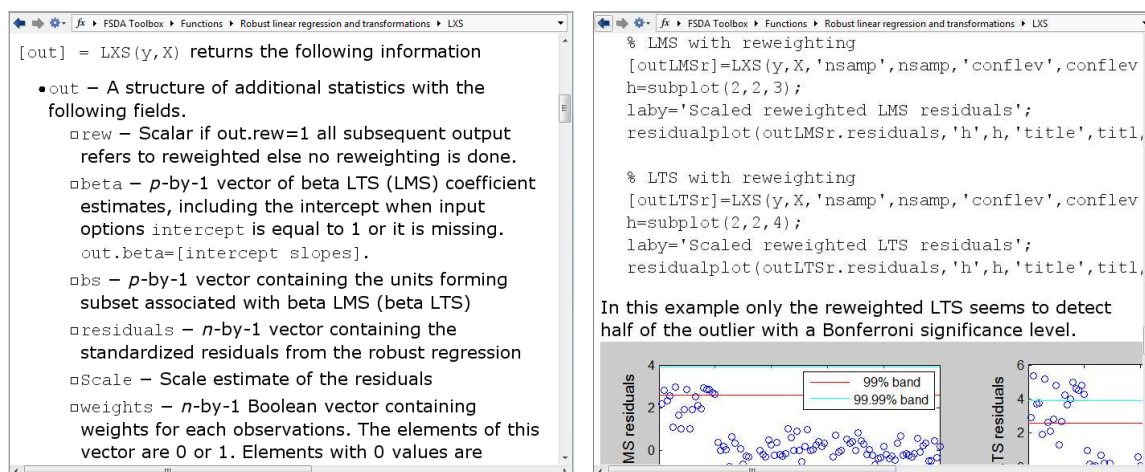 fx ▸ FSDA Toolbox ▸ Functions ▸ Robust linear regression and transformations ▸ LXS
[out] = LXS(y,X) returns the following information
• out – A structure of additional statistics with the
following fields.
rew – Scalar if out.rew=1 all subsequent output
refers to reweighted else no reweighting is done.
beta – p-by-1 vector of beta LTS (LMS) coefficient
estimates, including the intercept when input
options intercept is equal to 1 or it is missing.
out.beta=[intercept slopes].
bs – p-by-1 vector containing the units forming
subset associated with beta LMS (beta LTS)
residuals – n-by-1 vector containing the
standardized residuals from the robust regression
Scale – Scale estimate of the residuals
weights – n-by-1 Boolean vector containing
weights for each observations. The elements of this
vector are 0 or 1. Elements with 0 values are
fx ▸ FSDA Toolbox ▸ Functions ▸ Robust linear regression and transformations ▸ LXS
% LMS with reweighting
[outLMSr]=LXS(y,X,'nsamp',nsamp,'conflev',conflev
h=subplot(2,2,3);
laby='Scaled reweighted LMS residuals';
residualplot(outLMSr.residuals,'h',h,'title',titl,
% LTS with reweighting
[outLTSr]=LXS(y,X,'nsamp',nsamp,'conflev',conflev
h=subplot(2,2,4);
laby='Scaled reweighted LTS residuals';
residualplot(outLTSr.residuals,'h',h,'title',titl,
In this example only the reweighted LTS seems to detect
half of the outlier with a Bonferroni significance level.
MS residuals
4
2
0
99% band
99.99% band
TS residuals
6
4
2